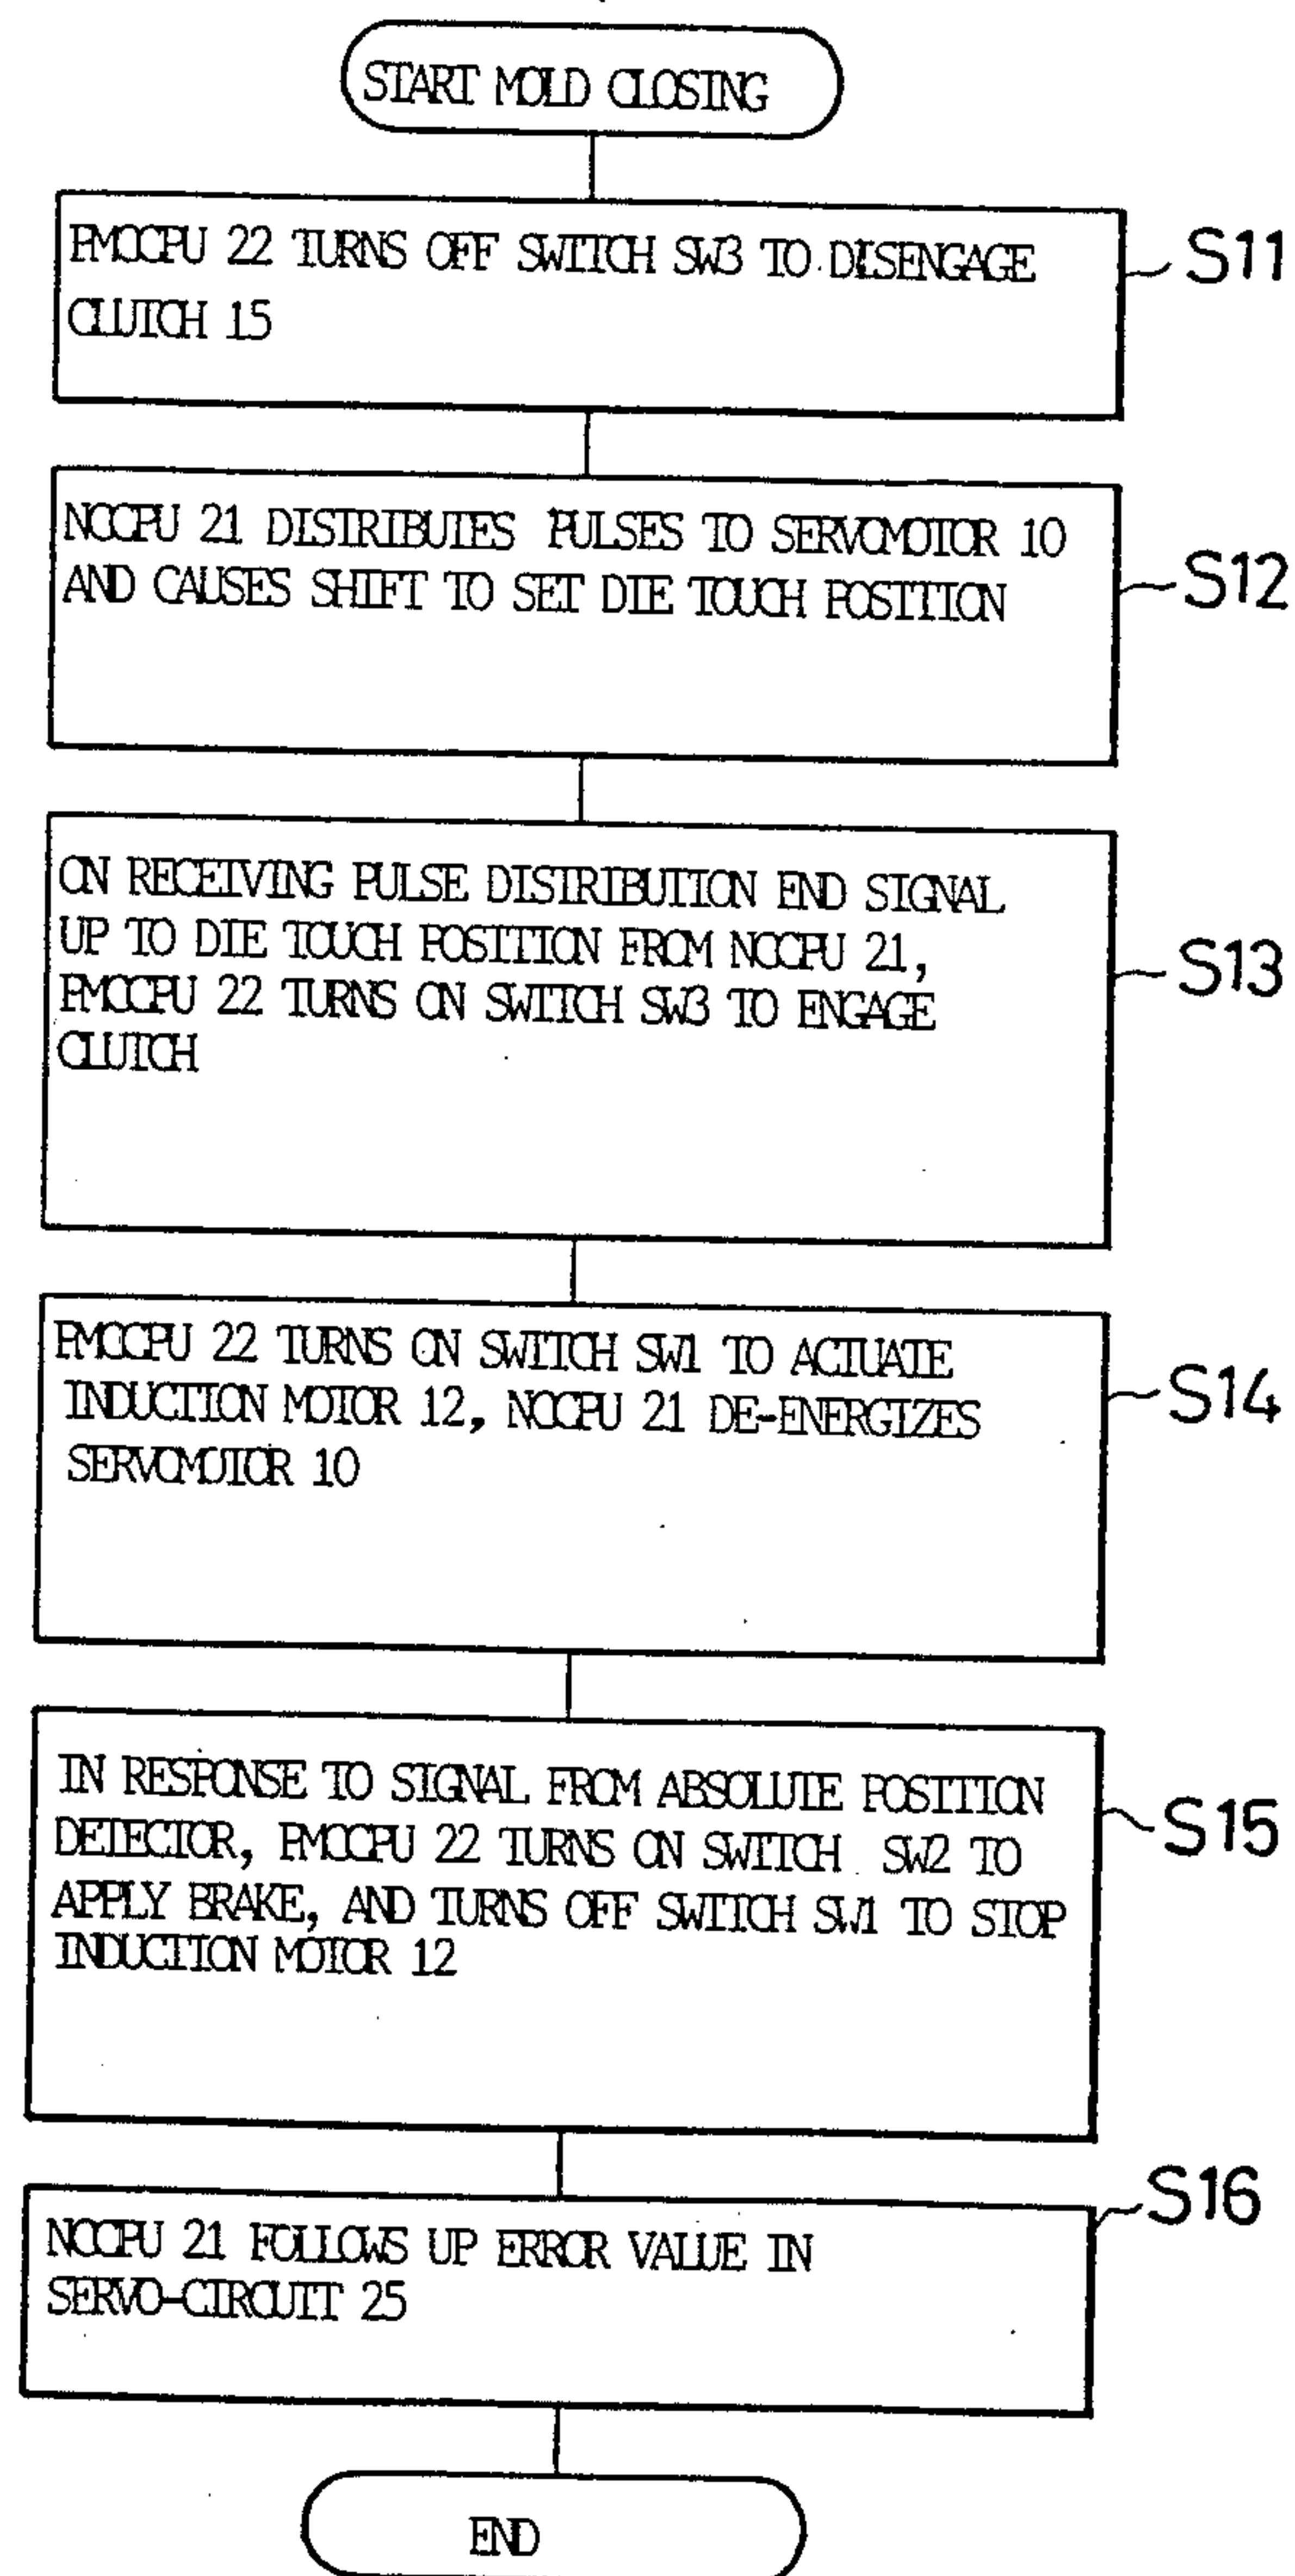 START MOLD CLOSING
PMCCPU 22 TURNS OFF SWITCH SW3 TO DISENGAGE
CLUTCH 15
S11
NCCPU 21 DISTRIBUTES PULSES TO SERVOMOTOR 10
AND CAUSES SHIFT TO SET DIE TOUCH POSITION
S12
ON RECEIVING PULSE DISTRIBUTION END SIGNAL
UP TO DIE TOUCH POSITION FROM NCCPU 21,
PMCCPU 22 TURNS ON SWITCH SW3 TO ENGAGE
CLUTCH
S13
PMCCPU 22 TURNS ON SWITCH SW1 TO ACTUATE
INDUCTION MOTOR 12, NCCPU 21 DE-ENERGIZES
SERVOMOTOR 10
S14
IN RESPONSE TO SIGNAL FROM ABSOLUTE POSITION
DETECTOR, PMCCPU 22 TURNS ON SWITCH SW2 TO
APPLY BRAKE, AND TURNS OFF SWITCH SW1 TO STOP
INDUCTION MOTOR 12
S15
NCCPU 21 FOLLOWS UP ERROR VALUE IN
SERVO-CIRCUIT 25
S16
END